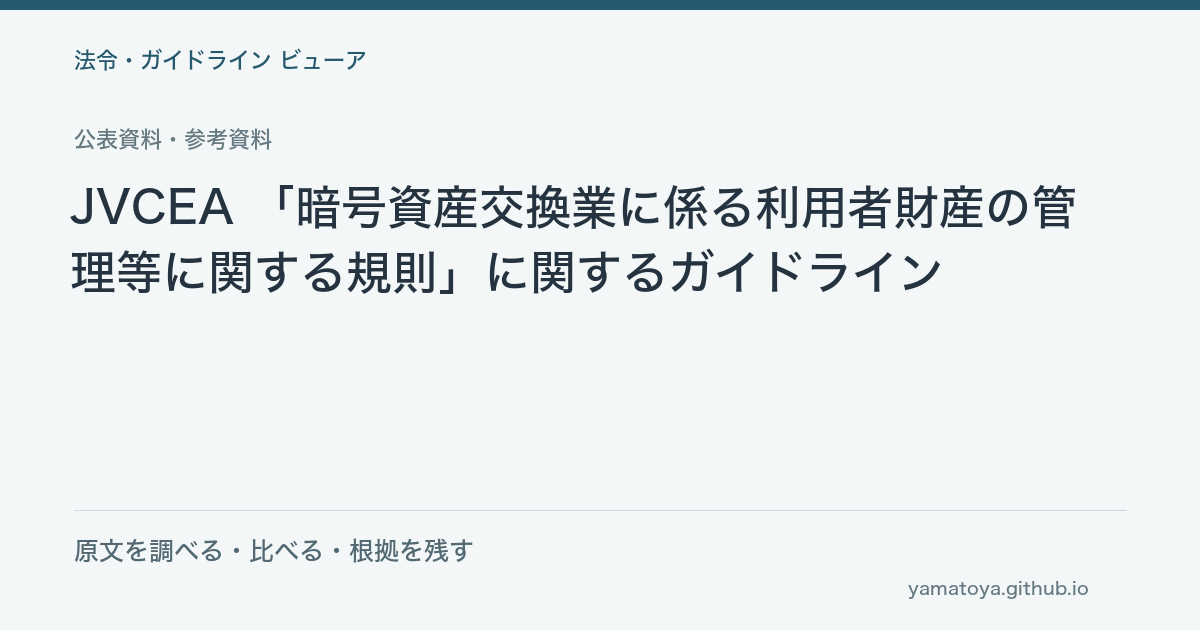 法令・ガイドライン ビューア
公表資料・参考資料
JVCEA 「暗号資産交換業に係る利用者財産の管
理等に関する規則」に関するガイドライン
原文を調べる・比べる・根拠を残す
yamatoya.github.io